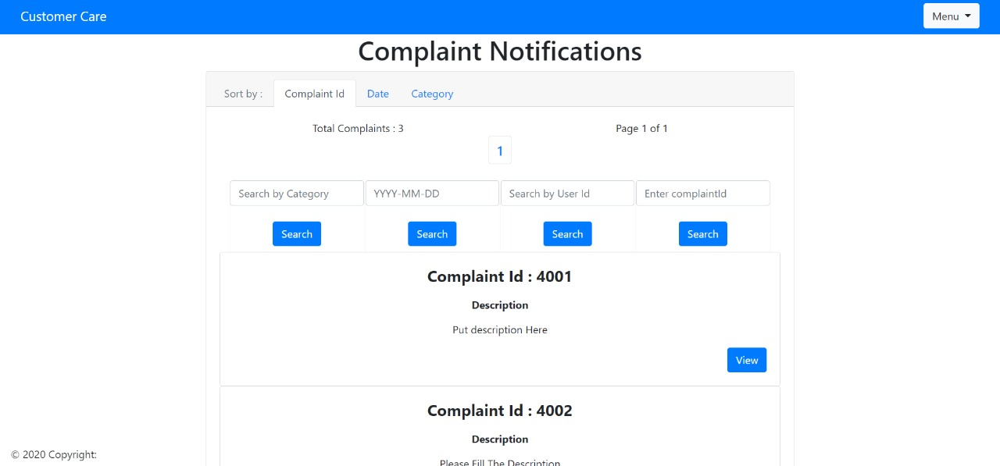 Customer Care
Menu
Complaint Notifications
Sort by : Complaint Id Date Category
Total Complaints : 3 Page 1 of 1
1
Search by Category YYYY-MM-DD Search by User Id Enter complaintId
Search Search Search Search
Complaint Id : 4001
Description
Put description Here
View
Complaint Id : 4002
Description
Please Fill The Description
© 2020 Copyright: